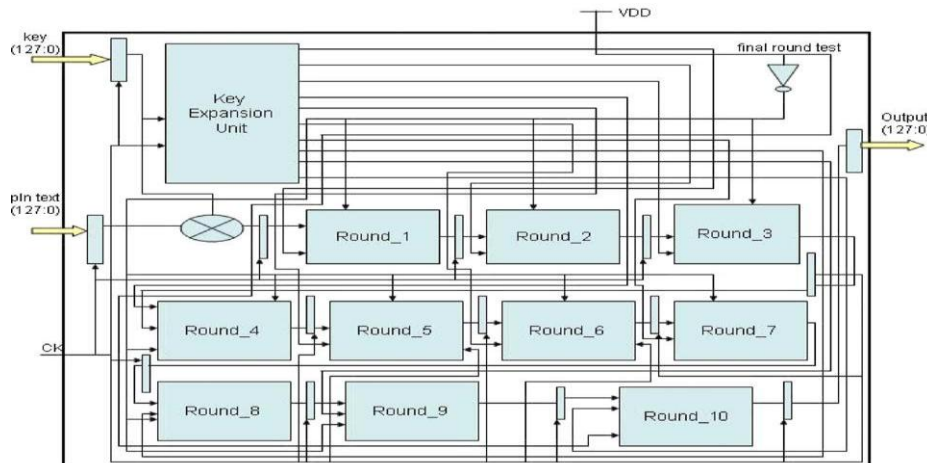 VDD
key
(127:0)
final round test
Key
Expansion
Unit
Output
(127:0)
pln text
(127:0)
Round_1
Round_2
Round_3
Round_4
Round_5
Round_6
Round_7
CK
Round_8
Round_9
Round_10